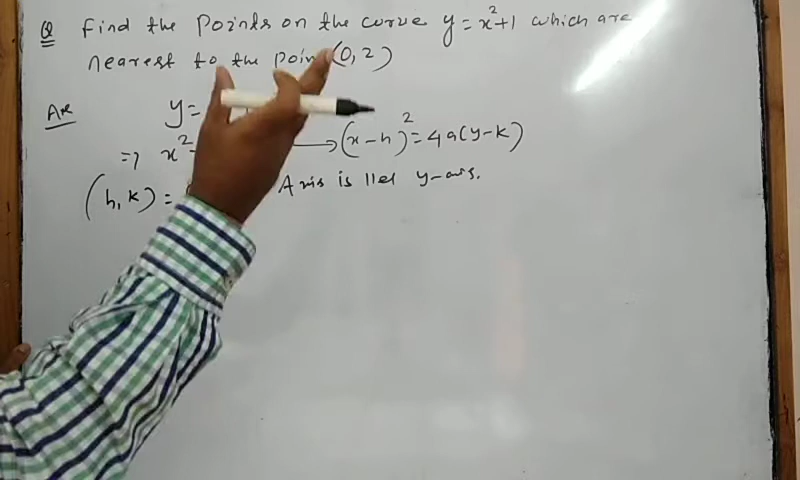 Q Find the Points on the curve y = x²+1 which are
nearest to the poin (0, 2)
Ans y =
=> x² → (x-h)² = 4a(y-k)
(h, k) = Axis is llel y-axis.